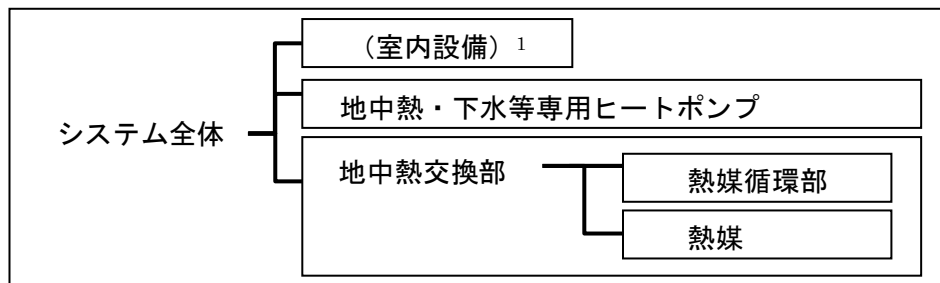 （室内設備）1
地中熱・下水等専用ヒートポンプ
システム全体
地中熱交換部
熱媒循環部
熱媒